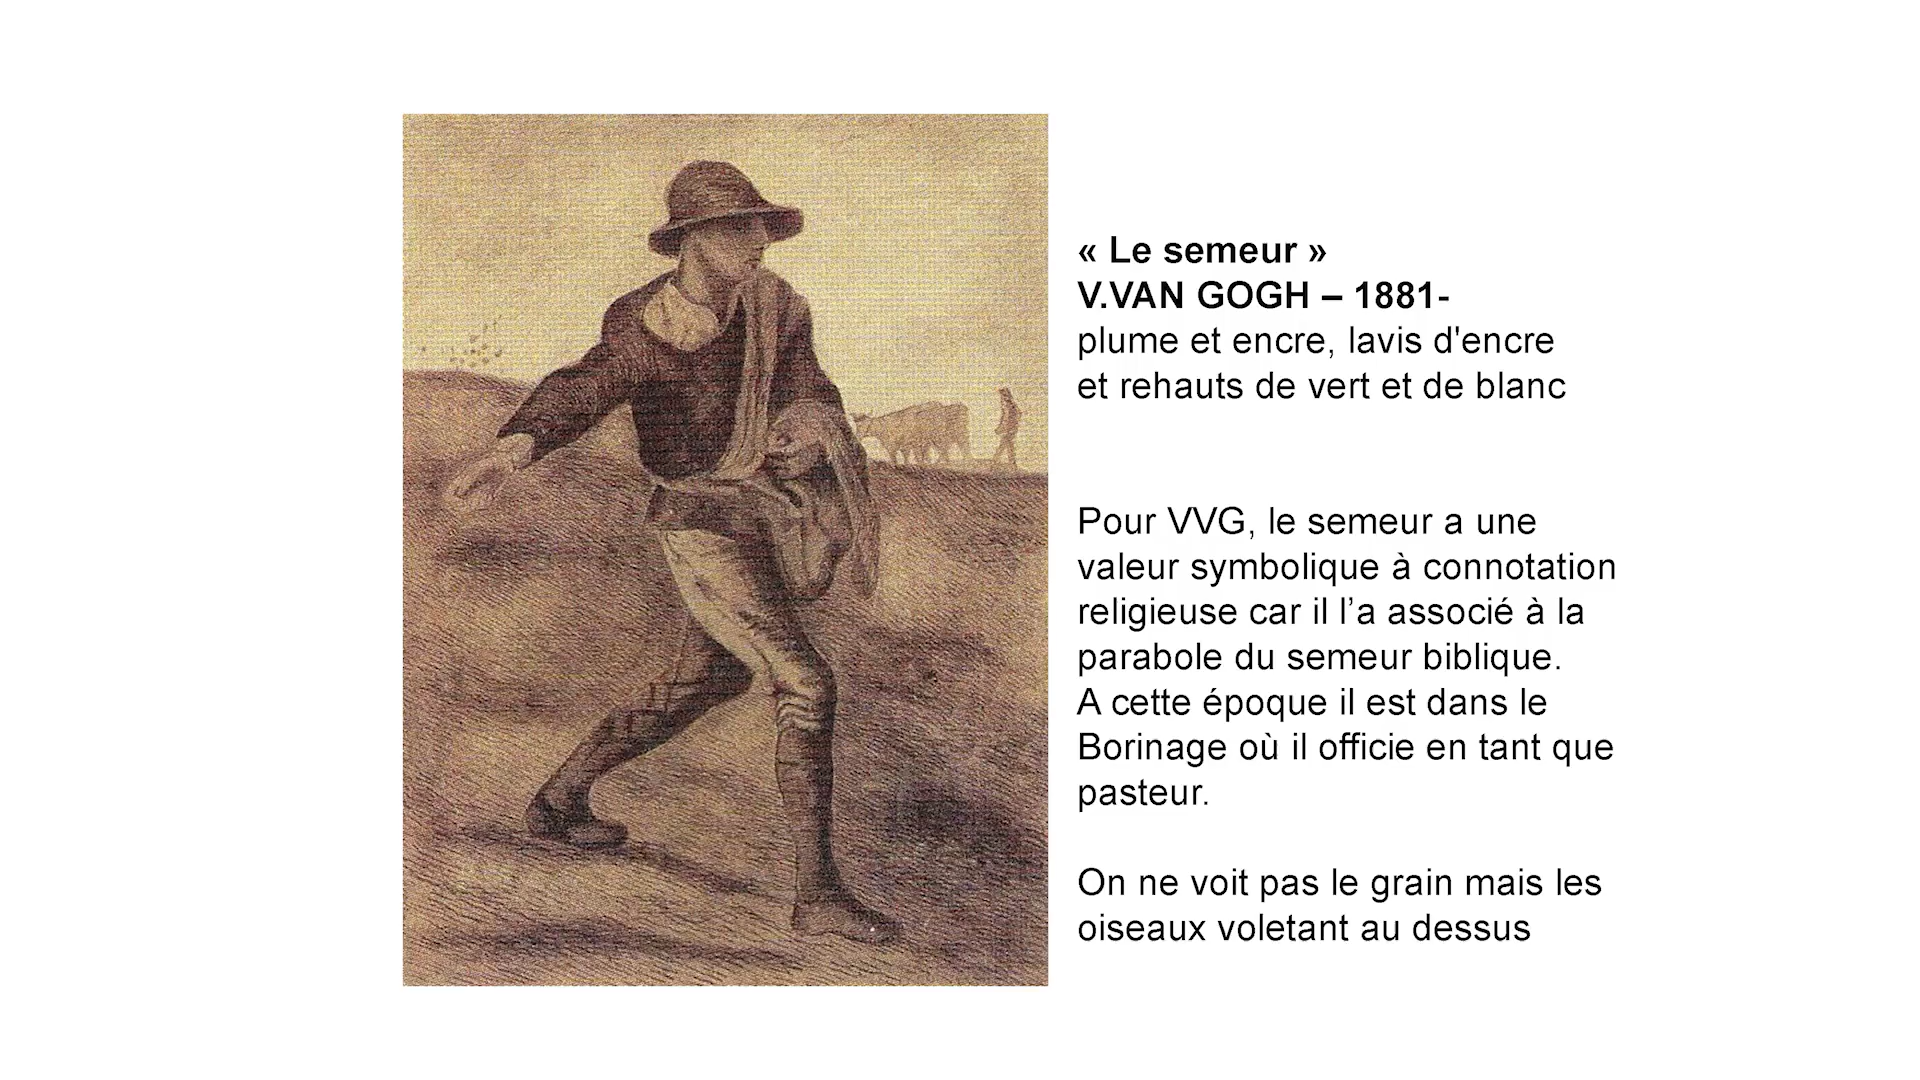 « Le semeur »
V.VAN GOGH – 1881-
plume et encre, lavis d'encre
et rehauts de vert et de blanc
Pour VVG, le semeur a une
valeur symbolique à connotation
religieuse car il l’a associé à la
parabole du semeur biblique.
A cette époque il est dans le
Borinage où il officie en tant que
pasteur.
On ne voit pas le grain mais les
oiseaux voletant au dessus